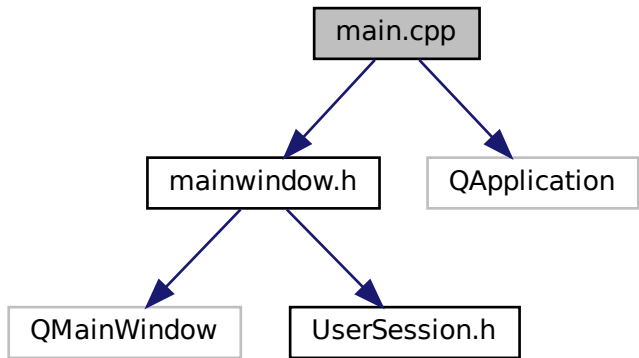 main.cpp
mainwindow.h
QApplication
QMainWindow
UserSession.h